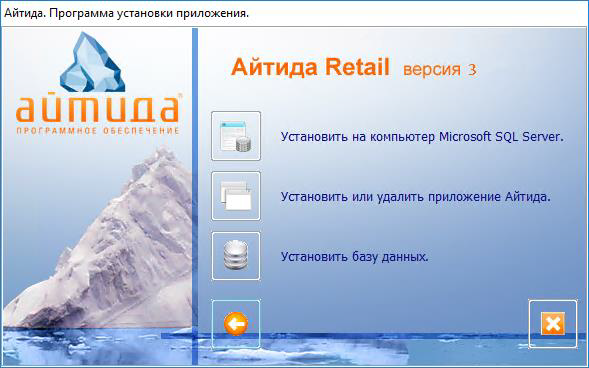 Айтида. Программа установки приложения.
айтида
ПРОГРАММНОЕ ОБЕСПЕЧЕНИЕ
Айтида Retail версия 3
Установить на компьютер Microsoft SQL Server.
Установить или удалить приложение Айтида.
Установить базу данных.